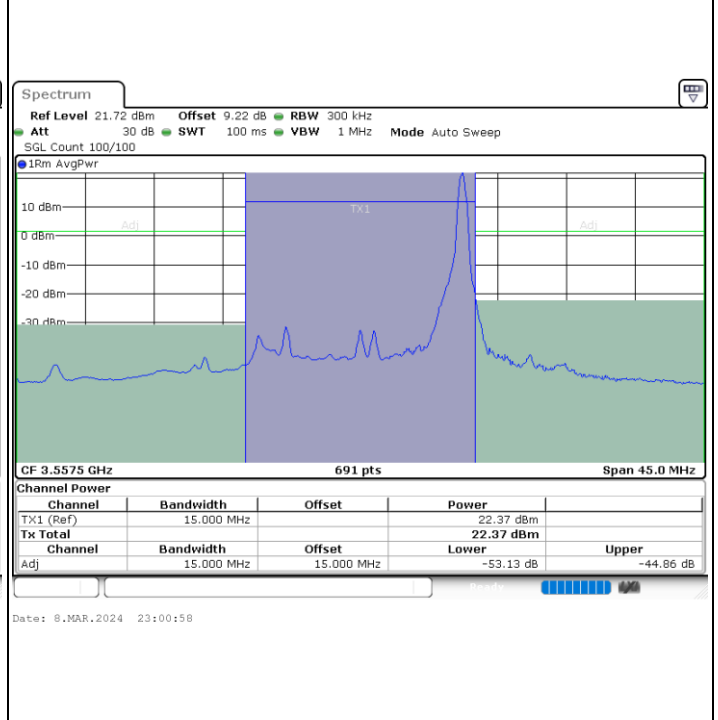 Spectrum
Ref Level 21.72 dBm Offset 9.22 dB RBW 300 kHz
Att 30 dB SWT 100 ms VBW 1 MHz Mode Auto Sweep
SGL Count 100/100
1Rm AvgPwr
10 dBm
TX1
Adj Adj
0 dBm
-10 dBm
-20 dBm
-30 dBm
CF 3.5575 GHz 691 pts Span 45.0 MHz
Channel Power
Channel Bandwidth Offset Power
TX1 (Ref) 15.000 MHz 22.37 dBm
Tx Total 22.37 dBm
Channel Bandwidth Offset Lower Upper
Adj 15.000 MHz 15.000 MHz -53.13 dB -44.86 dB
Ready
Date: 8.MAR.2024 23:00:58